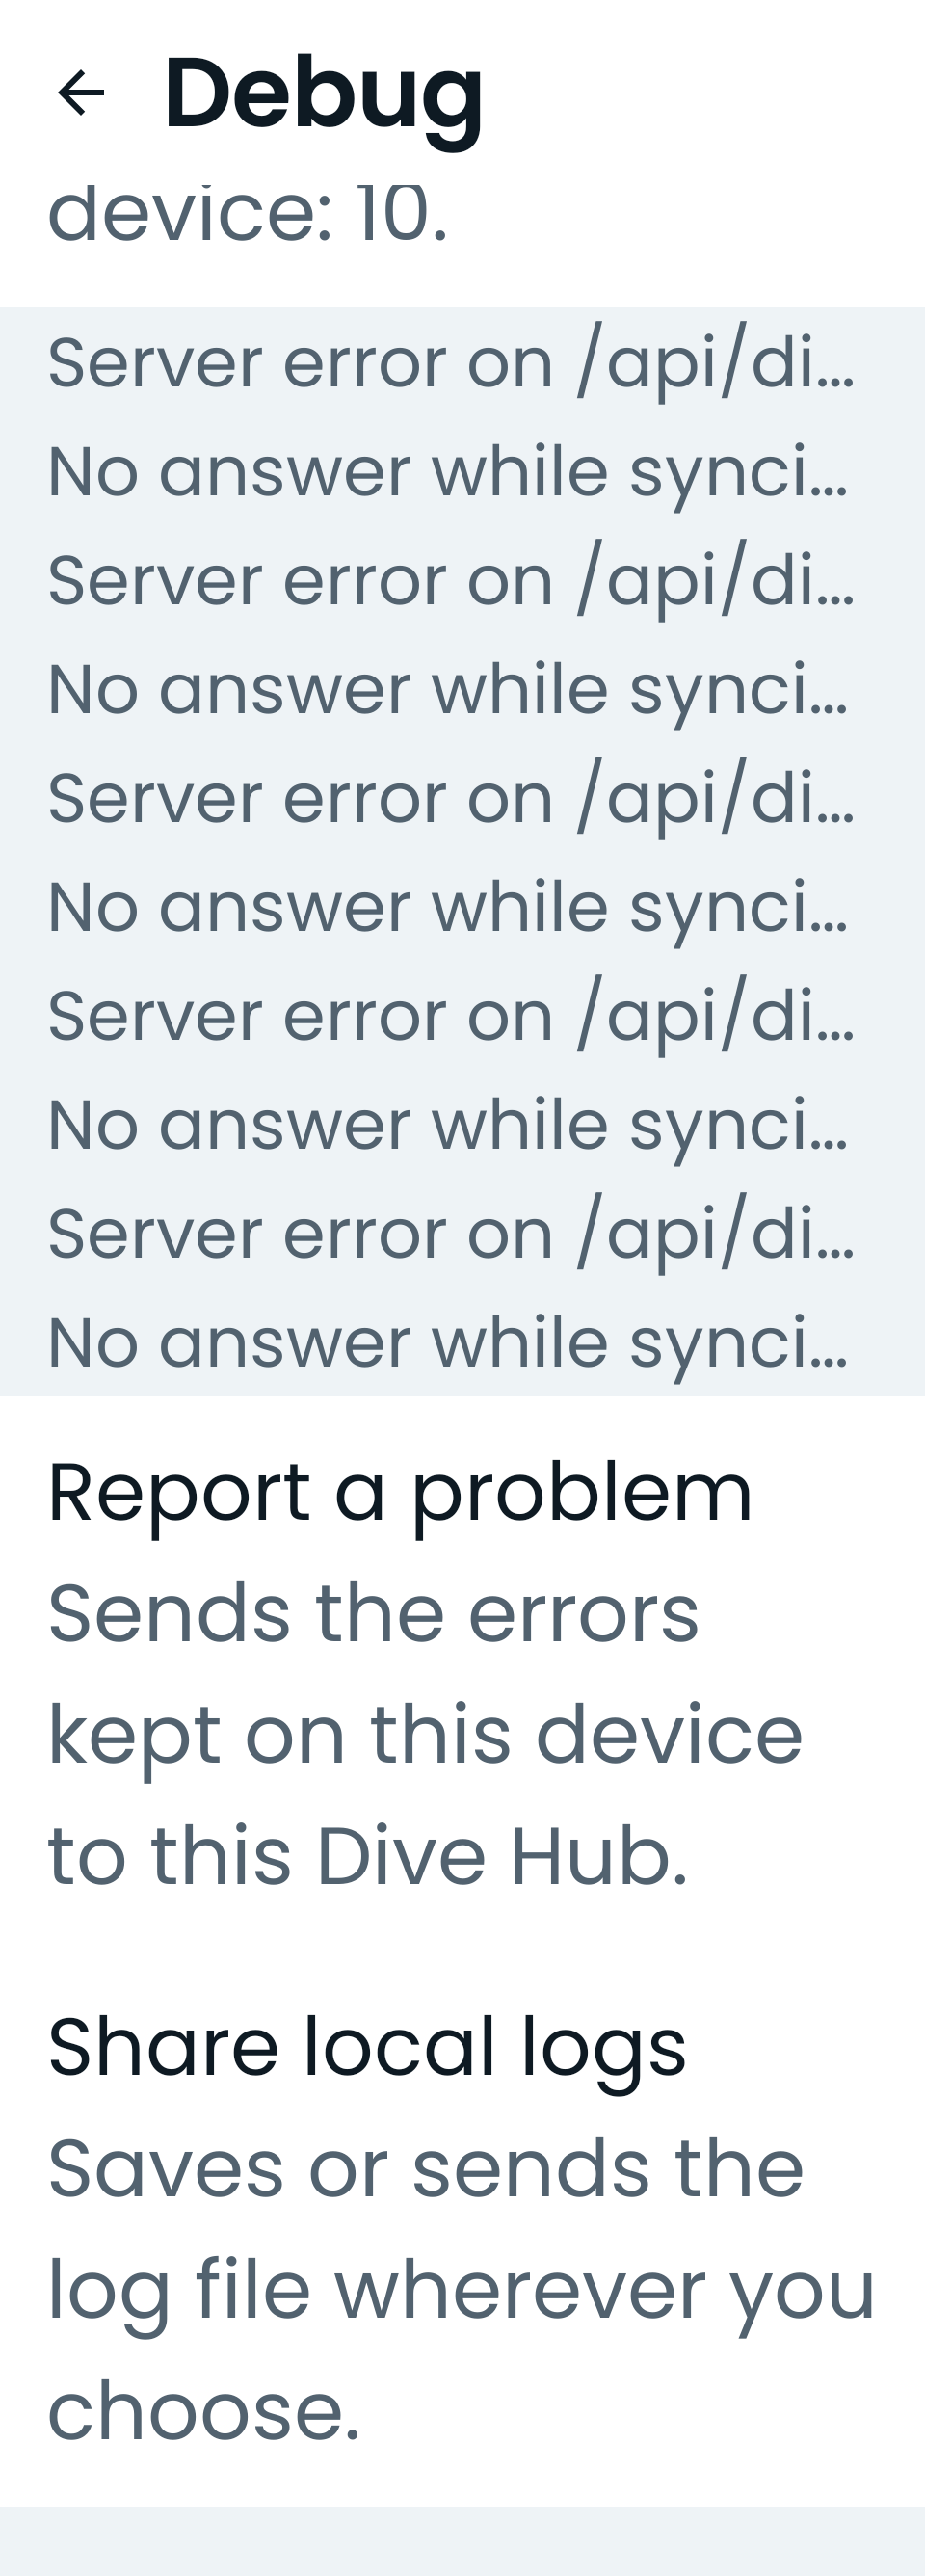 Debug
device: 10.
Server error on /api/di...
No answer while synci...
Server error on /api/di...
No answer while synci...
Server error on /api/di...
No answer while synci...
Server error on /api/di...
No answer while synci...
Server error on /api/di...
No answer while synci...
Report a problem
Sends the errors
kept on this device
to this Dive Hub.
Share local logs
Saves or sends the
log file wherever you
choose.